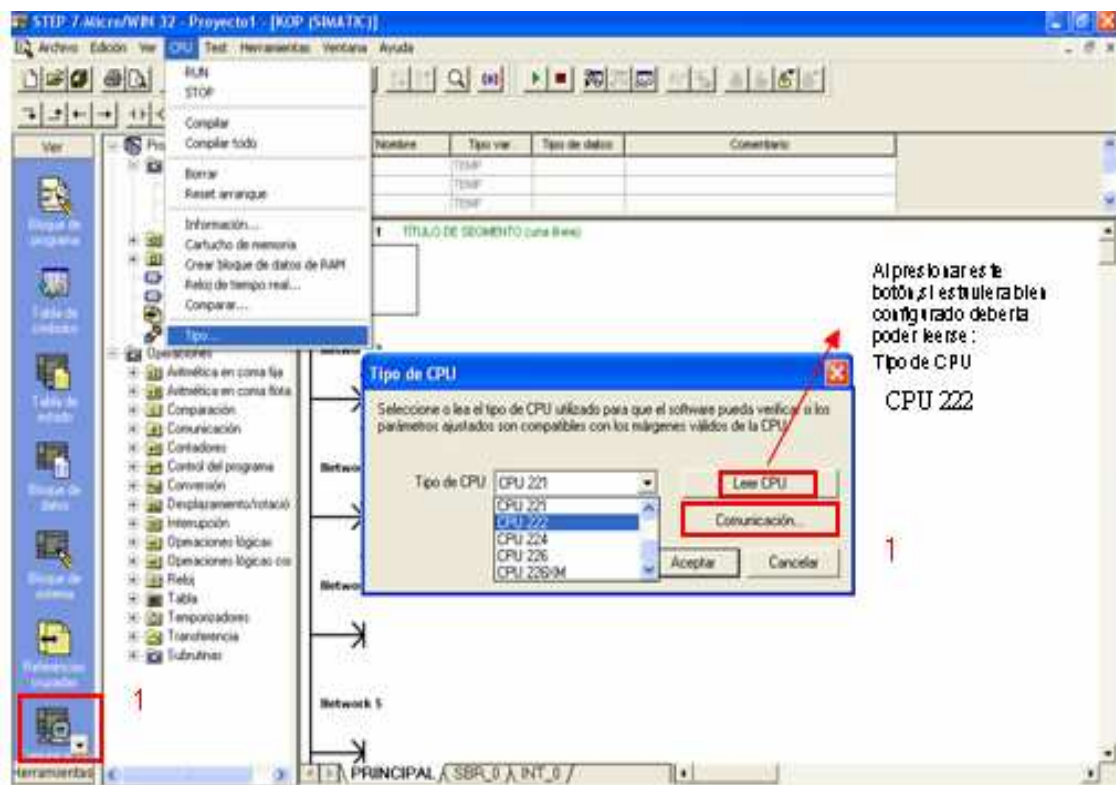 STEP 7-Micro/WIN 32 - Proyecto1 - [KOP (SIMATIC)]
Archivo Edición Ver CPU Test Herramientas Ventana Ayuda
RUN
STOP
Compilar
Compilar todo
Borrar
Reset arranque
Información...
Cartucho de memoria
Crear bloque de datos de RAM
Reloj de tiempo real...
Comparar...
Tipo...
Ver
Bloque de
programa
Tabla de
símbolos
Tabla de
estado
Bloque de
datos
Bloque de
sistema
Referencias
cruzadas
Herramientas
1
Operaciones
Aritmética en coma fija
Aritmética en coma flota
Comparación
Comunicación
Contadores
Control del programa
Conversión
Desplazamiento/rotació
Interrupción
Operaciones lógicas
Operaciones lógicas con
Reloj
Tabla
Temporizadores
Transferencia
Subrutinas
Nombre Tipo var Tipo de datos Comentario
TEMP
TEMP
TEMP
1 TÍTULO DE SEGMENTO (una línea)
Network 5
Tipo de CPU
Seleccione o lea el tipo de CPU utilizado para que el software pueda verificar si los
parámetros ajustados son compatibles con los márgenes válidos de la CPU.
Tipo de CPU CPU 221 Leer CPU
CPU 221
CPU 222
CPU 224
CPU 226
CPU 226XM
Comunicación...
Aceptar Cancelar
1
Al presionar este
botón,si estuviera bien
configurado debería
poder leerse:
Tipo de CPU
CPU 222
PRINCIPAL SBR_0 INT_0